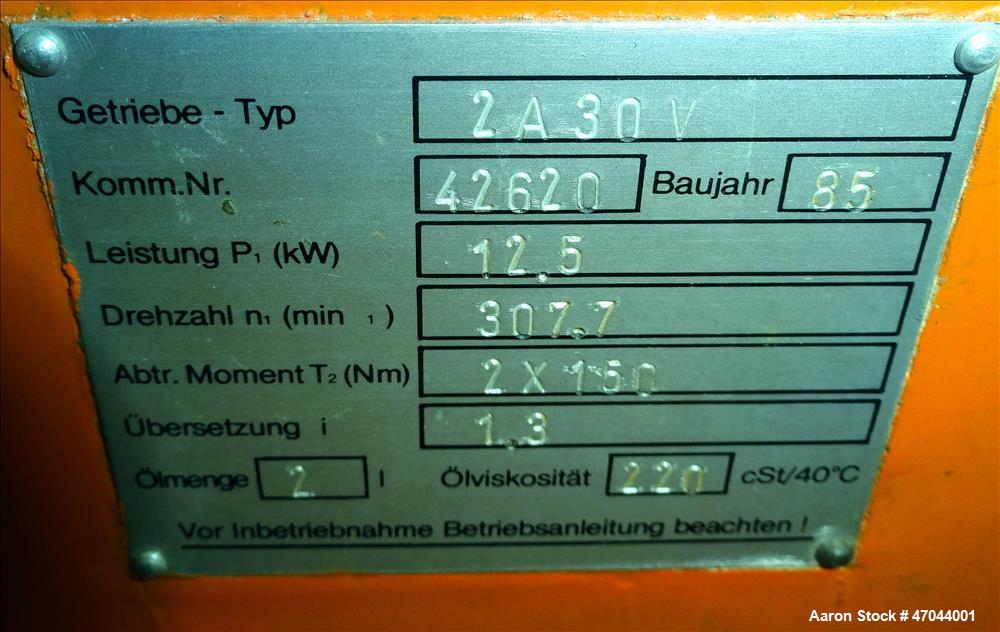 Getriebe - Typ 2A30V
Komm.Nr. 42620 Baujahr 85
Leistung P₁ (kW) 12.5
Drehzahl n₁ (min ₁ ) 307.7
Abtr. Moment T₂ (Nm) 2X150
Übersetzung i 1.3
Ölmenge 2 l Ölviskosität 220 cSt/40°C
Vor Inbetriebnahme Betriebsanleitung beachten !
Aaron Stock # 47044001